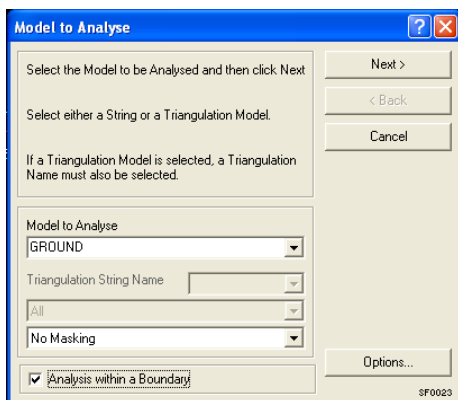 Model to Analyse
Select the Model to be Analysed and then click Next
Select either a String or a Triangulation Model.
If a Triangulation Model is selected, a Triangulation
Name must also be selected.
Next >
< Back
Cancel
Model to Analyse
GROUND
Triangulation String Name
All
No Masking
Analysis within a Boundary
Options...
SF0023